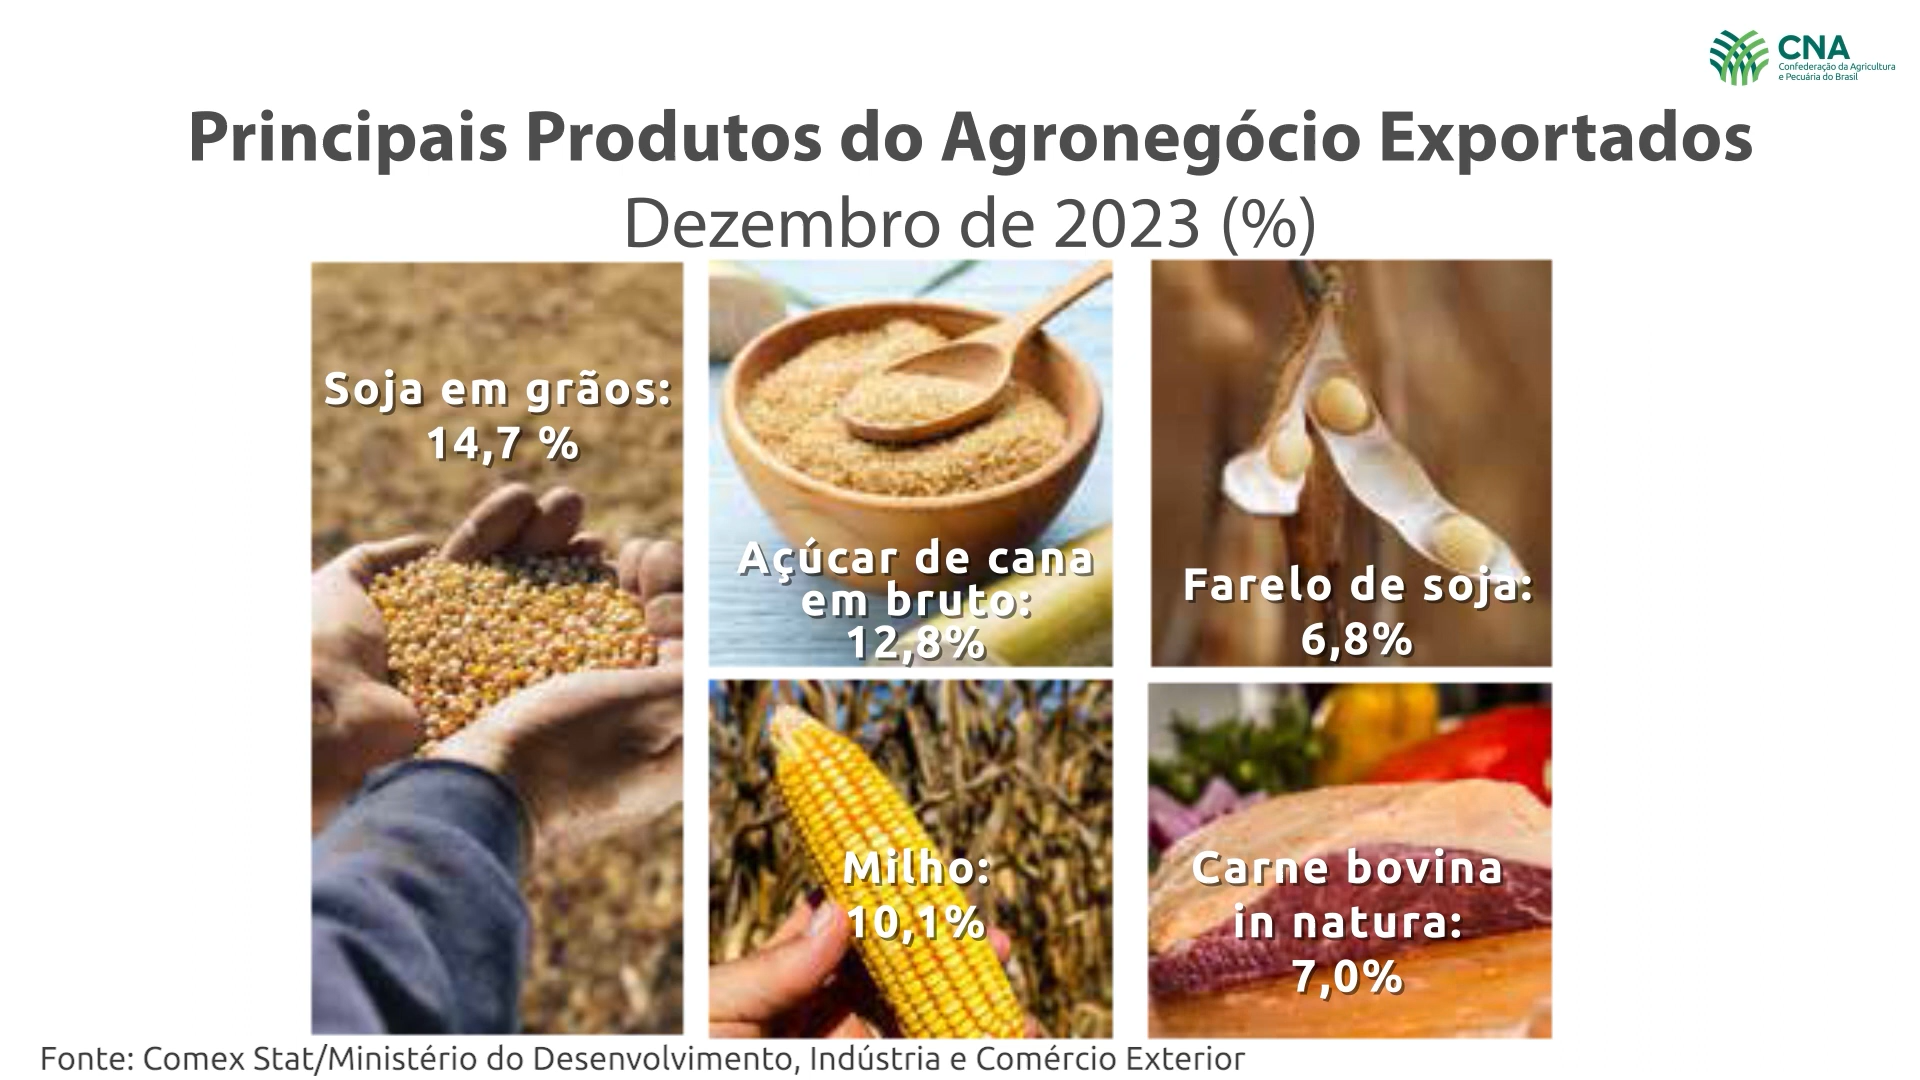 CNA
Confederação da Agricultura
e Pecuária do Brasil
Principais Produtos do Agronegócio Exportados
Dezembro de 2023 (%)
Soja em grãos:
14,7 %
Açúcar de cana
em bruto:
12,8%
Farelo de soja:
6,8%
Milho:
10,1%
Carne bovina
in natura:
7,0%
Fonte: Comex Stat/Ministério do Desenvolvimento, Indústria e Comércio Exterior